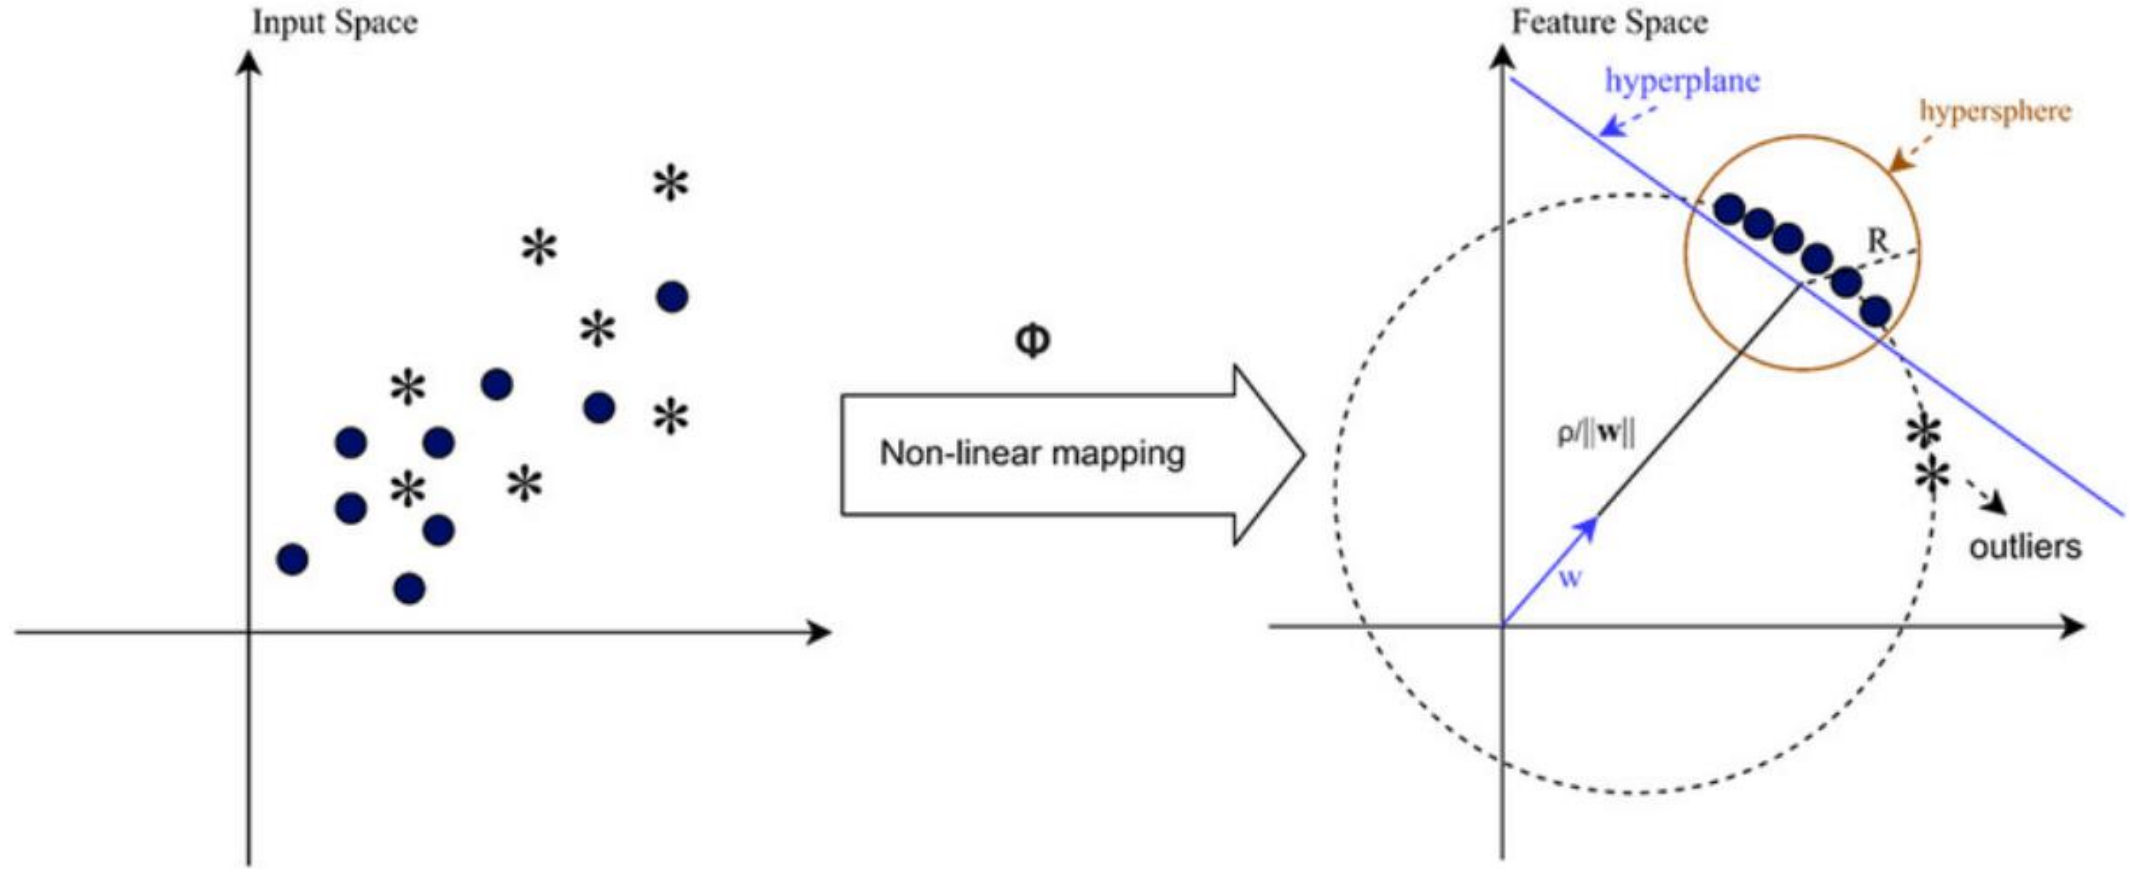 Input Space
Feature Space
hyperplane
hypersphere
R
Φ
Non-linear mapping
ρ/||w||
w
outliers